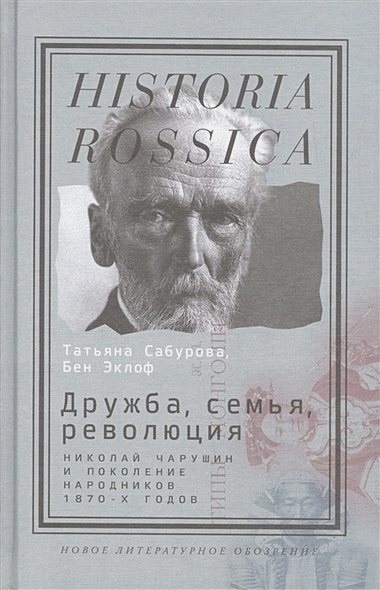 HISTORIA
ROSSICA
Татьяна Сабурова,
Бен Эклоф
Дружба, семья,
революция
НИКОЛАЙ ЧАРУШИН
И ПОКОЛЕНИЕ
НАРОДНИКОВ
1870-Х ГОДОВ
НОВОЕ ЛИТЕРАТУРНОЕ ОБОЗРЕНИЕ